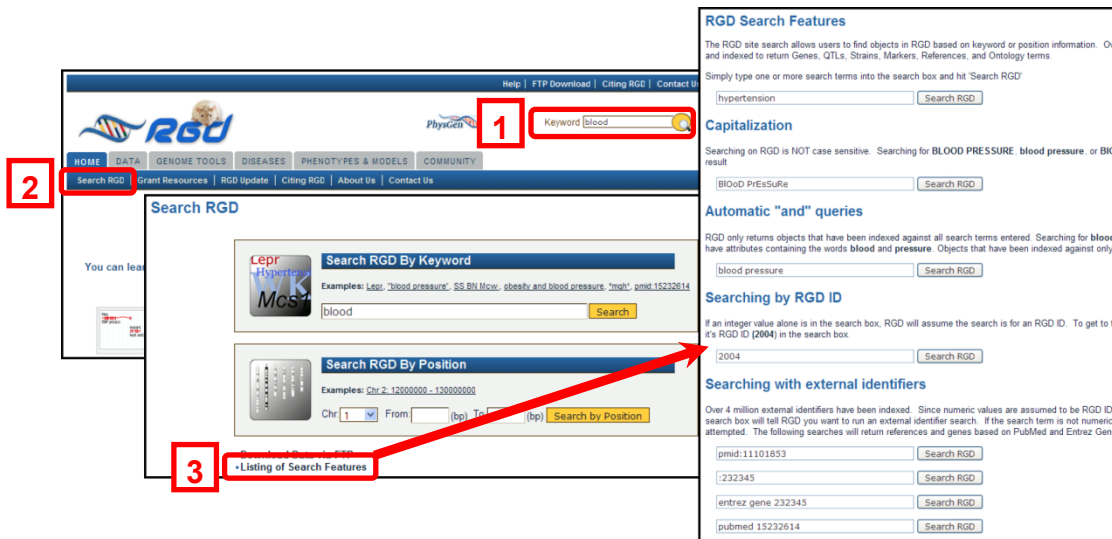 Help | FTP Download | Citing RGD | Contact U
RGD
PhysGen
1
Keyword blood
HOME DATA GENOME TOOLS DISEASES PHENOTYPES & MODELS COMMUNITY
2
Search RGD | Grant Resources | RGD Update | Citing RGD | About Us | Contact Us
You can lear
Search RGD
Lepr
Hypertens
WK
Mcs1
Search RGD By Keyword
Examples: Lepr, "blood pressure", SS BN Mcw, obesity and blood pressure, *mgh*, pmid:15232614
blood Search
Search RGD By Position
Examples: Chr 2: 12000000 - 130000000
Chr: 1 From: (bp) To (bp) Search by Position
3
•Listing of Search Features
RGD Search Features
The RGD site search allows users to find objects in RGD based on keyword or position information. Ov
and indexed to return Genes, QTLs, Strains, Markers, References, and Ontology terms
Simply type one or more search terms into the search box and hit 'Search RGD'
hypertension Search RGD
Capitalization
Searching on RGD is NOT case sensitive. Searching for BLOOD PRESSURE, blood pressure, or BlO
result
BlOoD PrEsSuRe Search RGD
Automatic "and" queries
RGD only returns objects that have been indexed against all search terms entered. Searching for blood
have attributes containing the words blood and pressure. Objects that have been indexed against only
blood pressure Search RGD
Searching by RGD ID
If an integer value alone is in the search box, RGD will assume the search is for an RGD ID. To get to t
it's RGD ID (2004) in the search box.
2004 Search RGD
Searching with external identifiers
Over 4 million external identifiers have been indexed. Since numeric values are assumed to be RGD ID
search box will tell RGD you want to run an external identifier search. If the search term is not numeric
attempted. The following searches will return references and genes based on PubMed and Entrez Gen
pmid:11101853 Search RGD
:232345 Search RGD
entrez gene 232345 Search RGD
pubmed 15232614 Search RGD